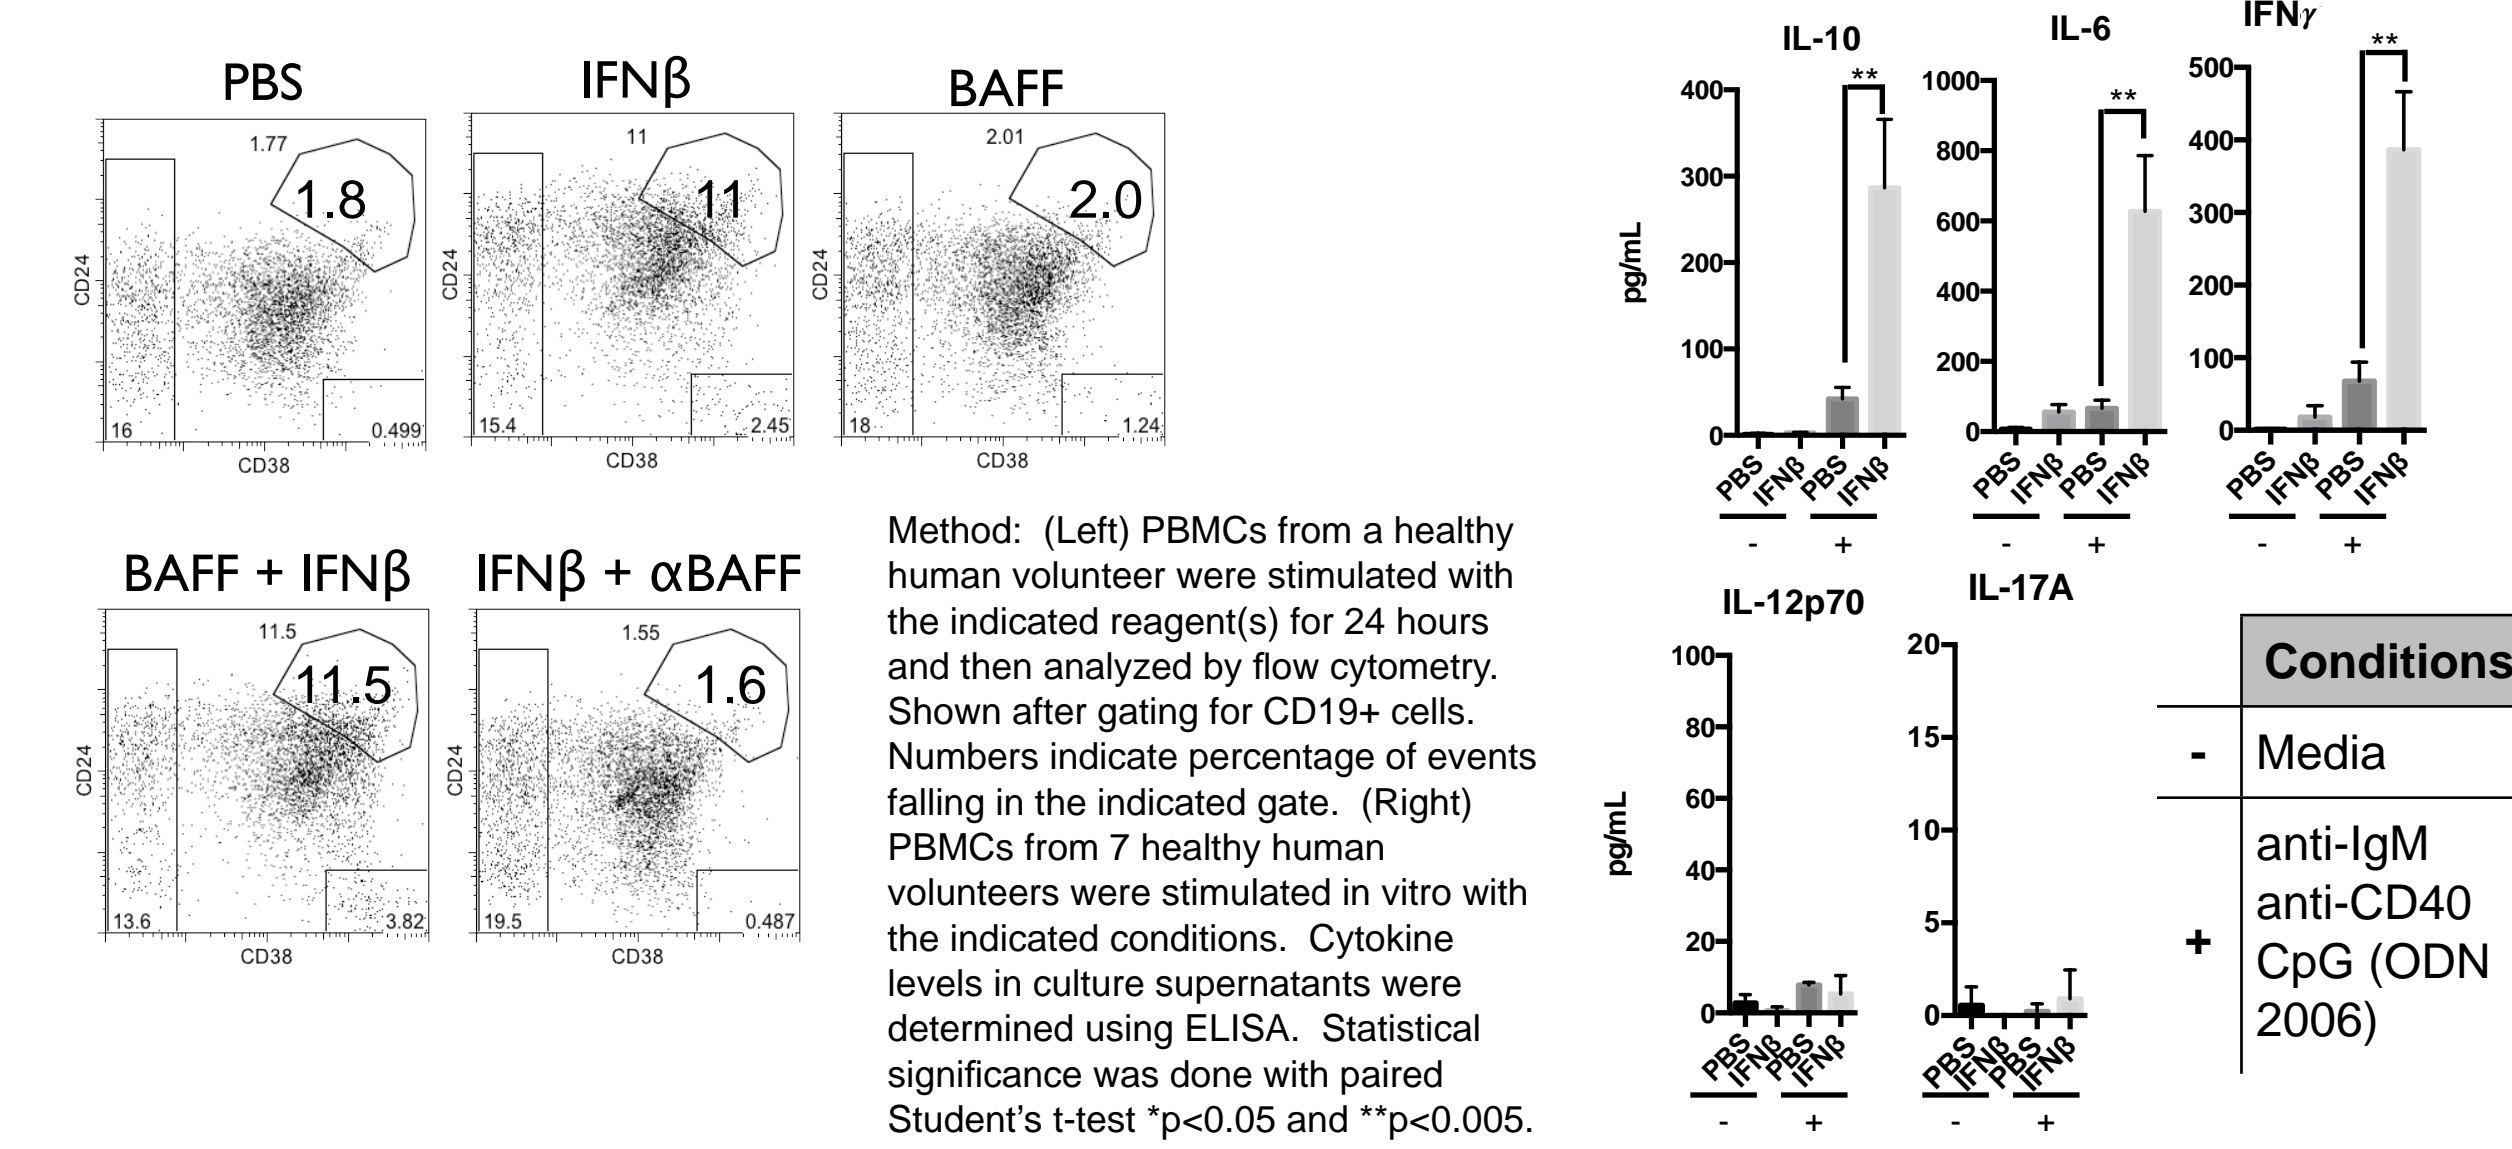 PBS
1.77
1.8
CD24
16
0.499
CD38
IFNβ
11
11
CD24
15.4
2.45
CD38
BAFF
2.01
2.0
CD24
18
1.24
CD38
BAFF + IFNβ
11.5
11.5
CD24
13.6
3.82
CD38
IFNβ + αBAFF
1.55
1.6
CD24
19.5
0.487
CD38
Method: (Left) PBMCs from a healthy
human volunteer were stimulated with
the indicated reagent(s) for 24 hours
and then analyzed by flow cytometry.
Shown after gating for CD19+ cells.
Numbers indicate percentage of events
falling in the indicated gate. (Right)
PBMCs from 7 healthy human
volunteers were stimulated in vitro with
the indicated conditions. Cytokine
levels in culture supernatants were
determined using ELISA. Statistical
significance was done with paired
Student’s t-test *p<0.05 and **p<0.005.
IL-10
**
400
300
200
100
0
pg/mL
PBS IFNβ PBS IFNβ
- +
IL-6
**
1000
800
600
400
200
0
PBS IFNβ PBS IFNβ
- +
IFNγ
**
500
400
300
200
100
0
PBS IFNβ PBS IFNβ
- +
IL-12p70
100
80
60
40
20
0
pg/mL
PBS IFNβ PBS IFNβ
- +
IL-17A
20
15
10
5
0
PBS IFNβ PBS IFNβ
- +
Conditions
- Media
anti-IgM
anti-CD40
+
CpG (ODN
2006)